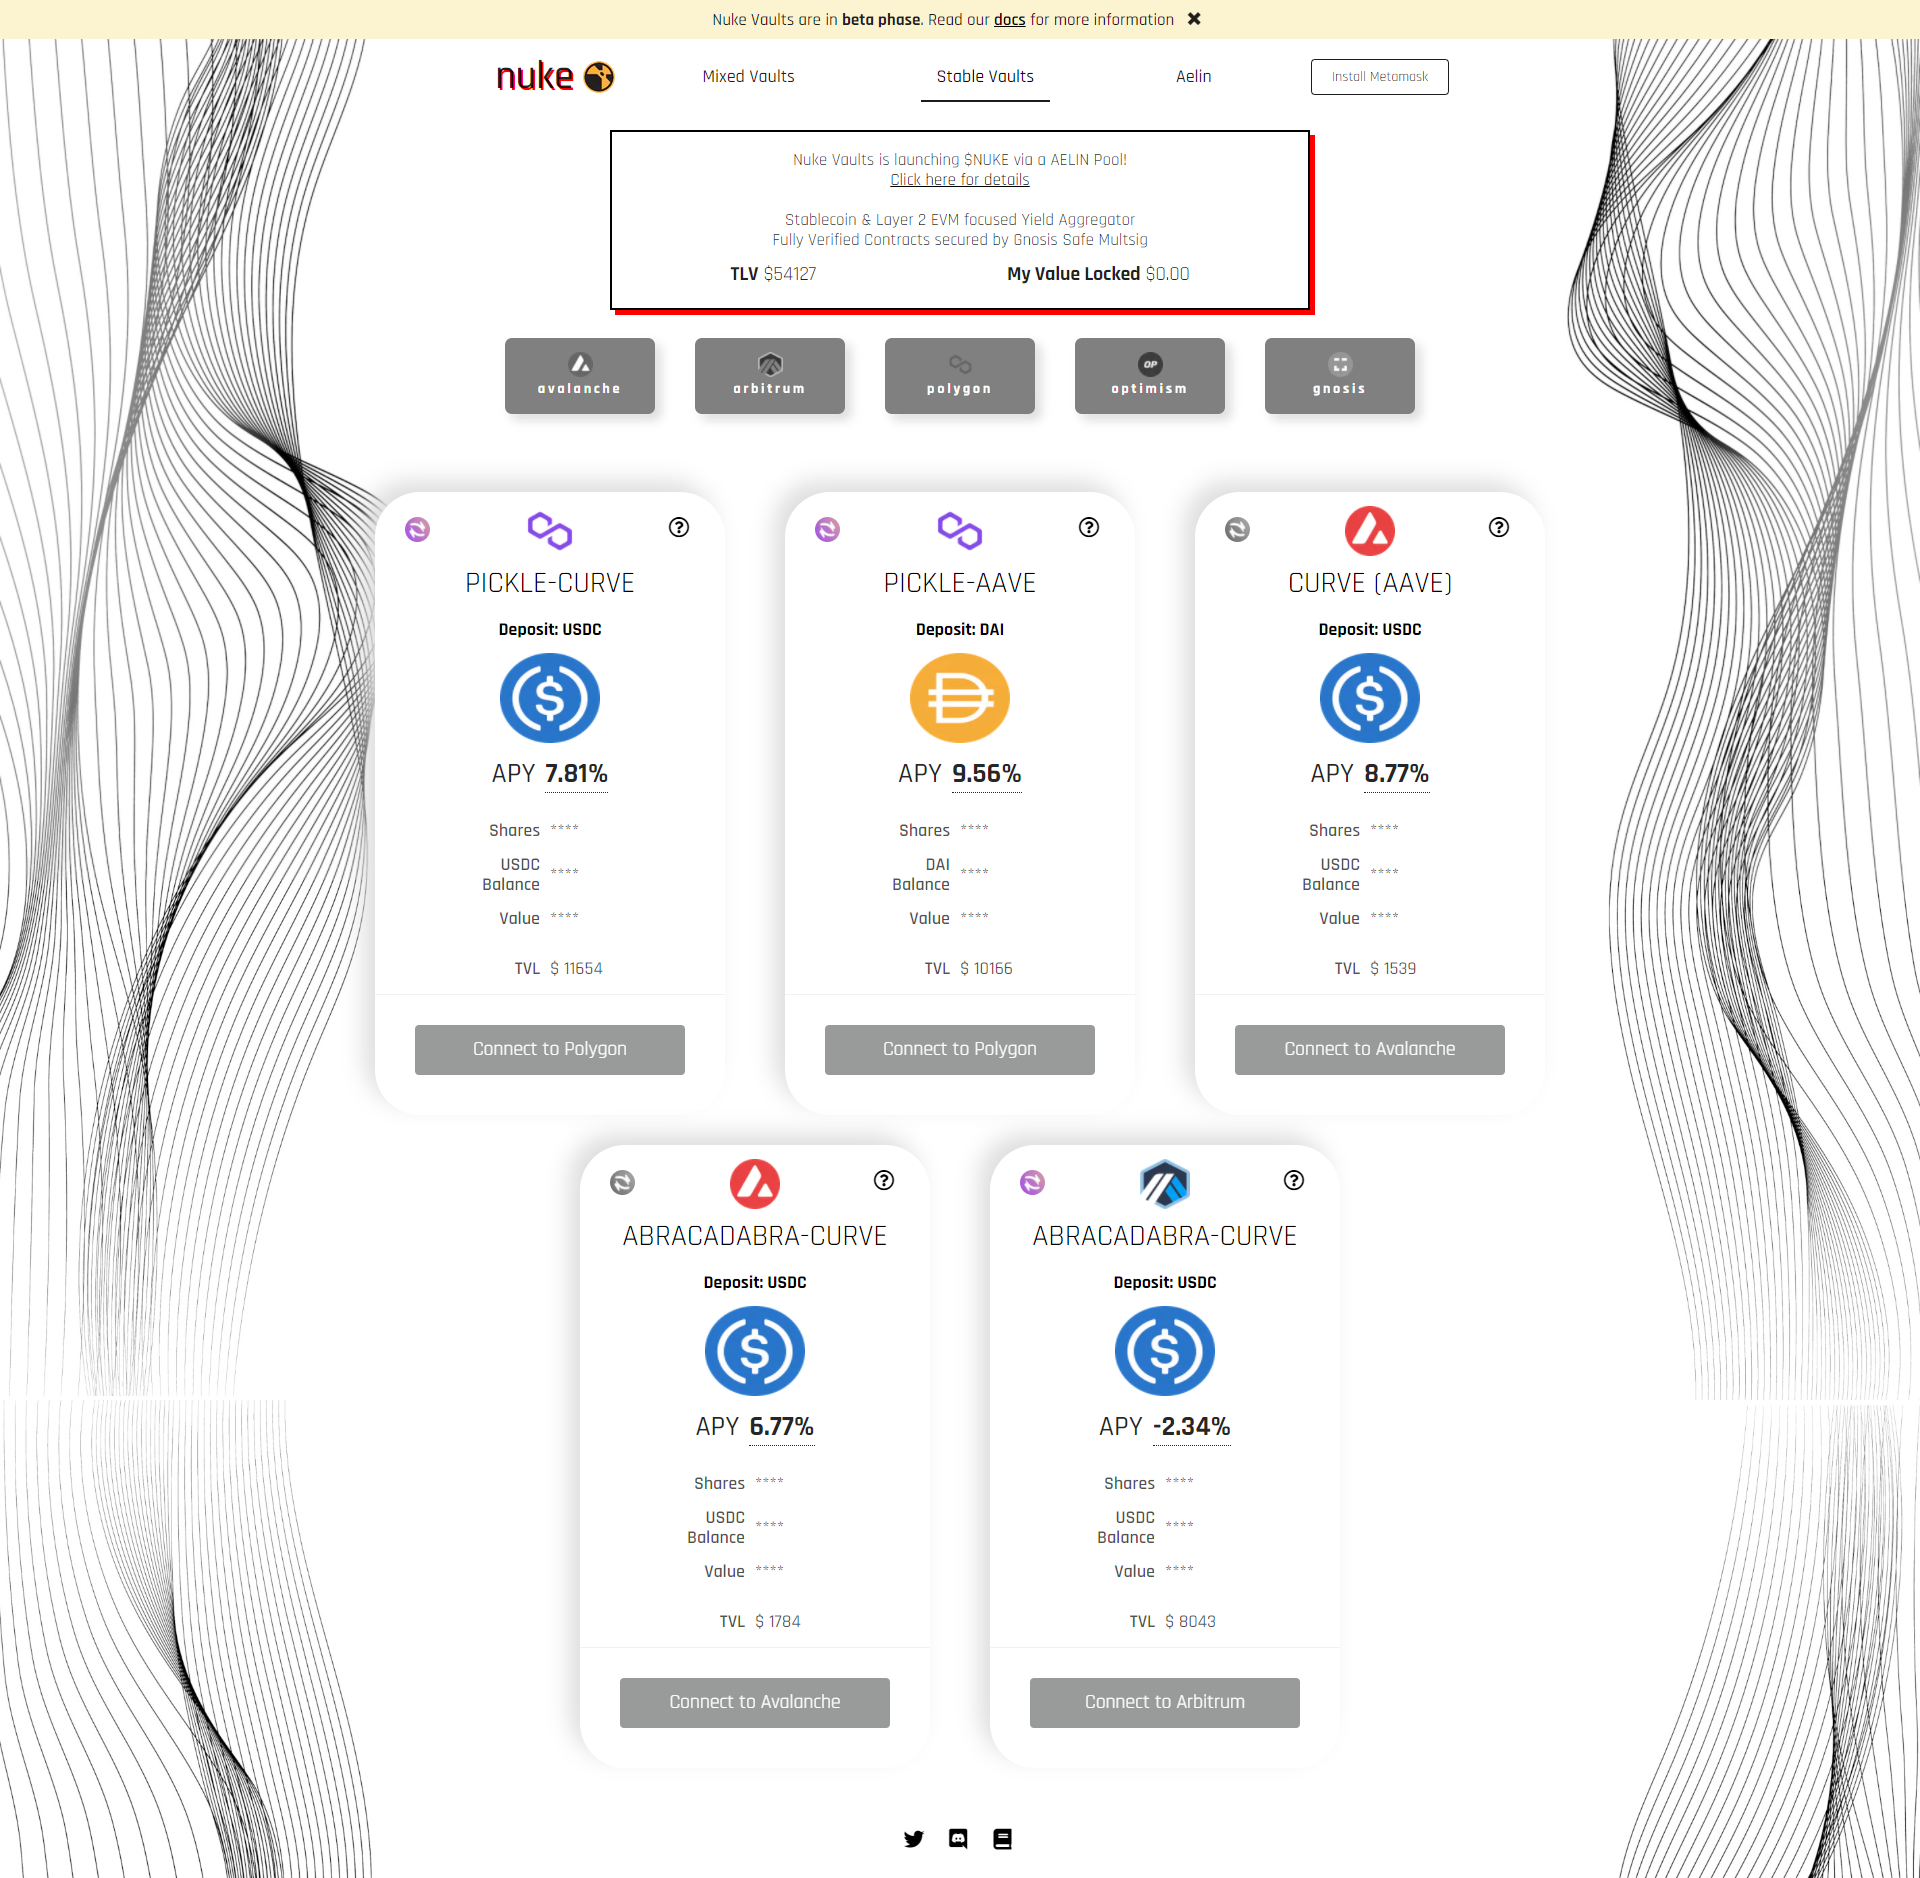 Nuke Vaults are in beta phase. Read our docs for more information ✖
nuke
Mixed Vaults
Stable Vaults
Aelin
Install Metamask
Nuke Vaults is launching $NUKE via a AELIN Pool!
Click here for details
Stablecoin & Layer 2 EVM focused Yield Aggregator
Fully Verified Contracts secured by Gnosis Safe Multsig
TLV $54127
My Value Locked $0.00
avalanche
arbitrum
polygon
OP
optimism
gnosis
PICKLE-CURVE
Deposit: USDC
APY 7.81%
Shares ****
USDC
Balance ****
Value ****
TVL $ 11654
Connect to Polygon
PICKLE-AAVE
Deposit: DAI
APY 9.56%
Shares ****
DAI
Balance ****
Value ****
TVL $ 10166
Connect to Polygon
CURVE (AAVE)
Deposit: USDC
APY 8.77%
Shares ****
USDC
Balance ****
Value ****
TVL $ 1539
Connect to Avalanche
ABRACADABRA-CURVE
Deposit: USDC
APY 6.77%
Shares ****
USDC
Balance ****
Value ****
TVL $ 1784
Connect to Avalanche
ABRACADABRA-CURVE
Deposit: USDC
APY -2.34%
Shares ****
USDC
Balance ****
Value ****
TVL $ 8043
Connect to Arbitrum